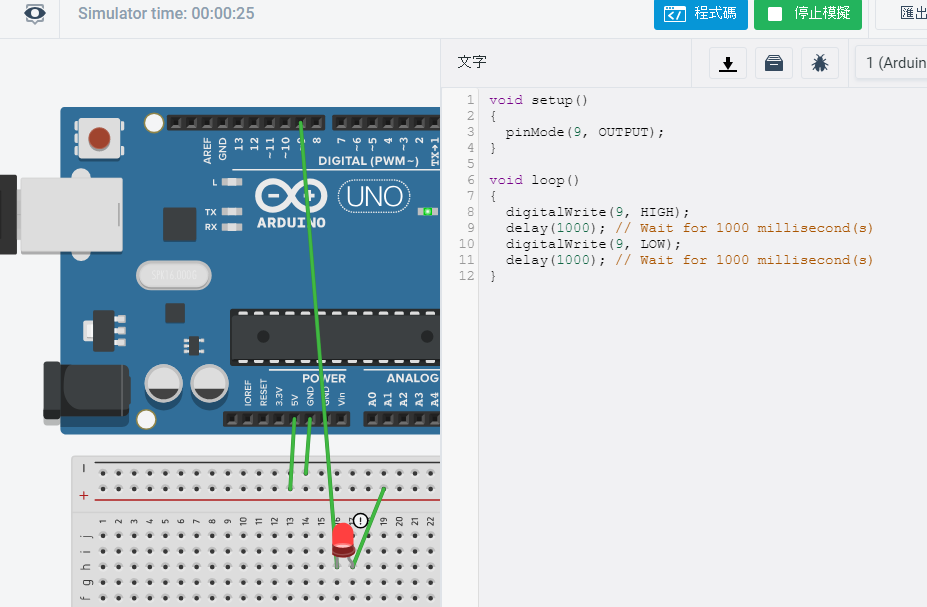 Simulator time: 00:00:25
程式碼
停止模擬
匯出
文字
1 (Arduin
1 void setup()
2 {
3 pinMode(9, OUTPUT);
4 }
5
6 void loop()
7 {
8 digitalWrite(9, HIGH);
9 delay(1000); // Wait for 1000 millisecond(s)
10 digitalWrite(9, LOW);
11 delay(1000); // Wait for 1000 millisecond(s)
12 }
AREF GND 13 12 ~11 ~10 ~9 8 7 ~6 ~5 4 ~3 2 TX→1
DIGITAL (PWM~)
L
TX
RX
UNO
ARDUINO
POWER
ANALOG
IOREF RESET 3.3V 5V GND GND Vin A0 A1 A2 A3 A4
−
+
1 2 3 4 5 6 7 8 9 10 11 12 13 14 15 16 19 20 21 22
!
j
i
h
g
f